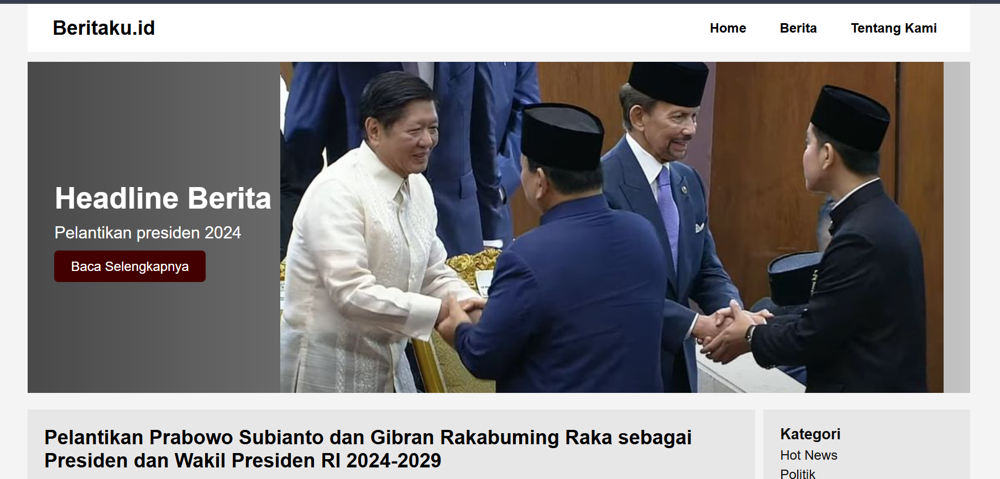 Beritaku.id
Home
Berita
Tentang Kami
Headline Berita
Pelantikan presiden 2024
Baca Selengkapnya
Pelantikan Prabowo Subianto dan Gibran Rakabuming Raka sebagai
Presiden dan Wakil Presiden RI 2024-2029
Kategori
Hot News
Politik